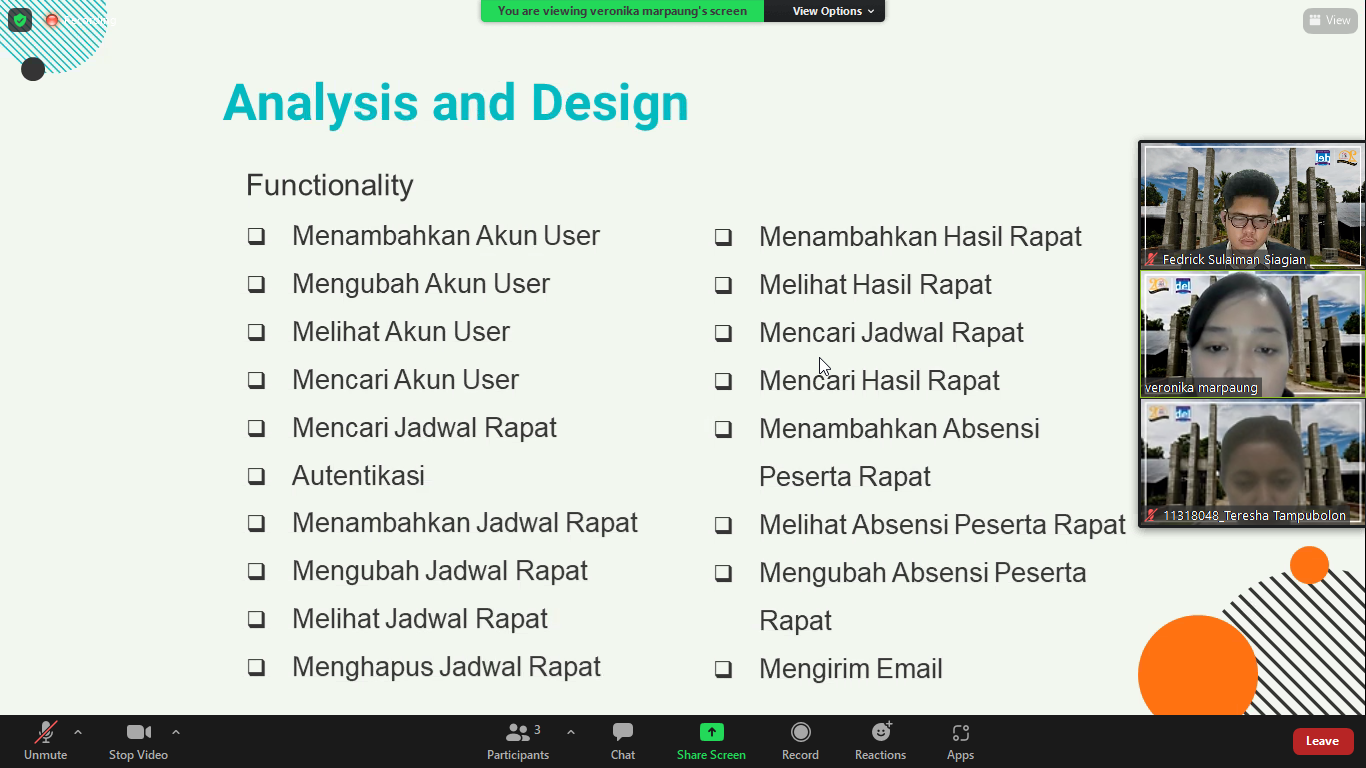 You are viewing veronika marpaung's screen
View Options
View
Analysis and Design
Functionality
Menambahkan Akun User
Mengubah Akun User
Melihat Akun User
Mencari Akun User
Mencari Jadwal Rapat
Autentikasi
Menambahkan Jadwal Rapat
Mengubah Jadwal Rapat
Melihat Jadwal Rapat
Menghapus Jadwal Rapat
Menambahkan Hasil Rapat
Melihat Hasil Rapat
Mencari Jadwal Rapat
Mencari Hasil Rapat
Menambahkan Absensi
Peserta Rapat
Melihat Absensi Peserta Rapat
Mengubah Absensi Peserta
Rapat
Mengirim Email
Fedrick Sulaiman Siagian
del
veronika marpaung
del
11318048_Teresha Tampubolon
Unmute
Stop Video
3
Participants
Chat
Share Screen
Record
Reactions
Apps
Leave